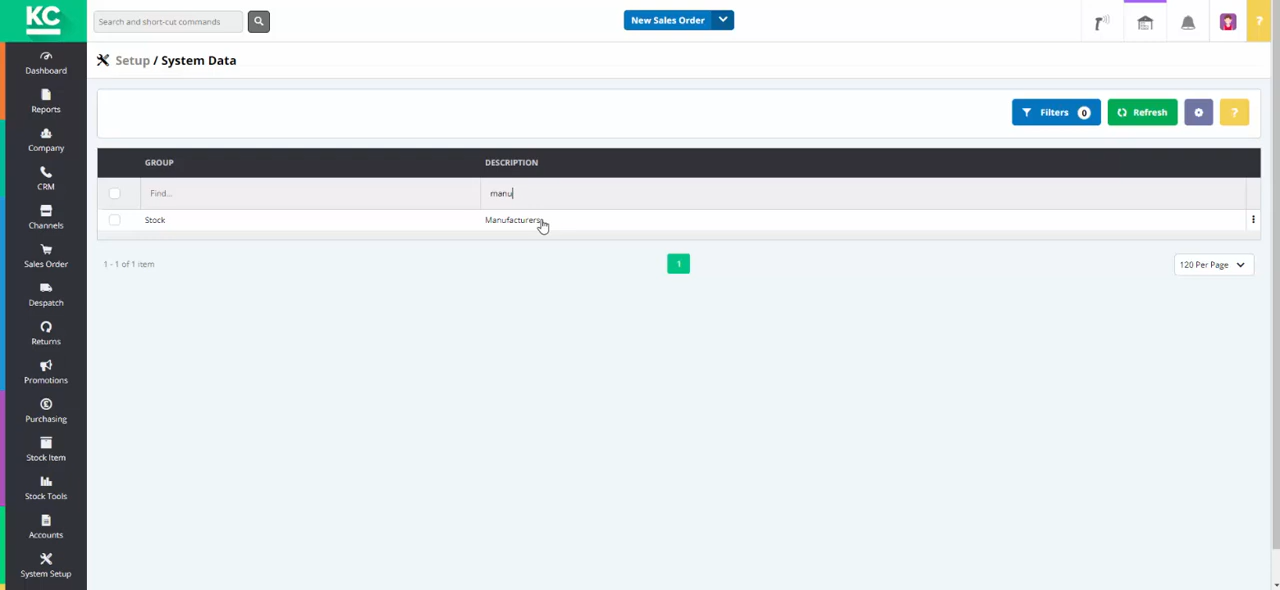 KC
Search and short-cut commands
New Sales Order
?
Dashboard
Reports
Company
CRM
Channels
Sales Order
Despatch
Returns
Promotions
Purchasing
Stock Item
Stock Tools
Accounts
System Setup
Setup / System Data
Filters 0 Refresh ?
GROUP DESCRIPTION
Find... manu
Stock Manufacturers
1 - 1 of 1 item 1 120 Per Page